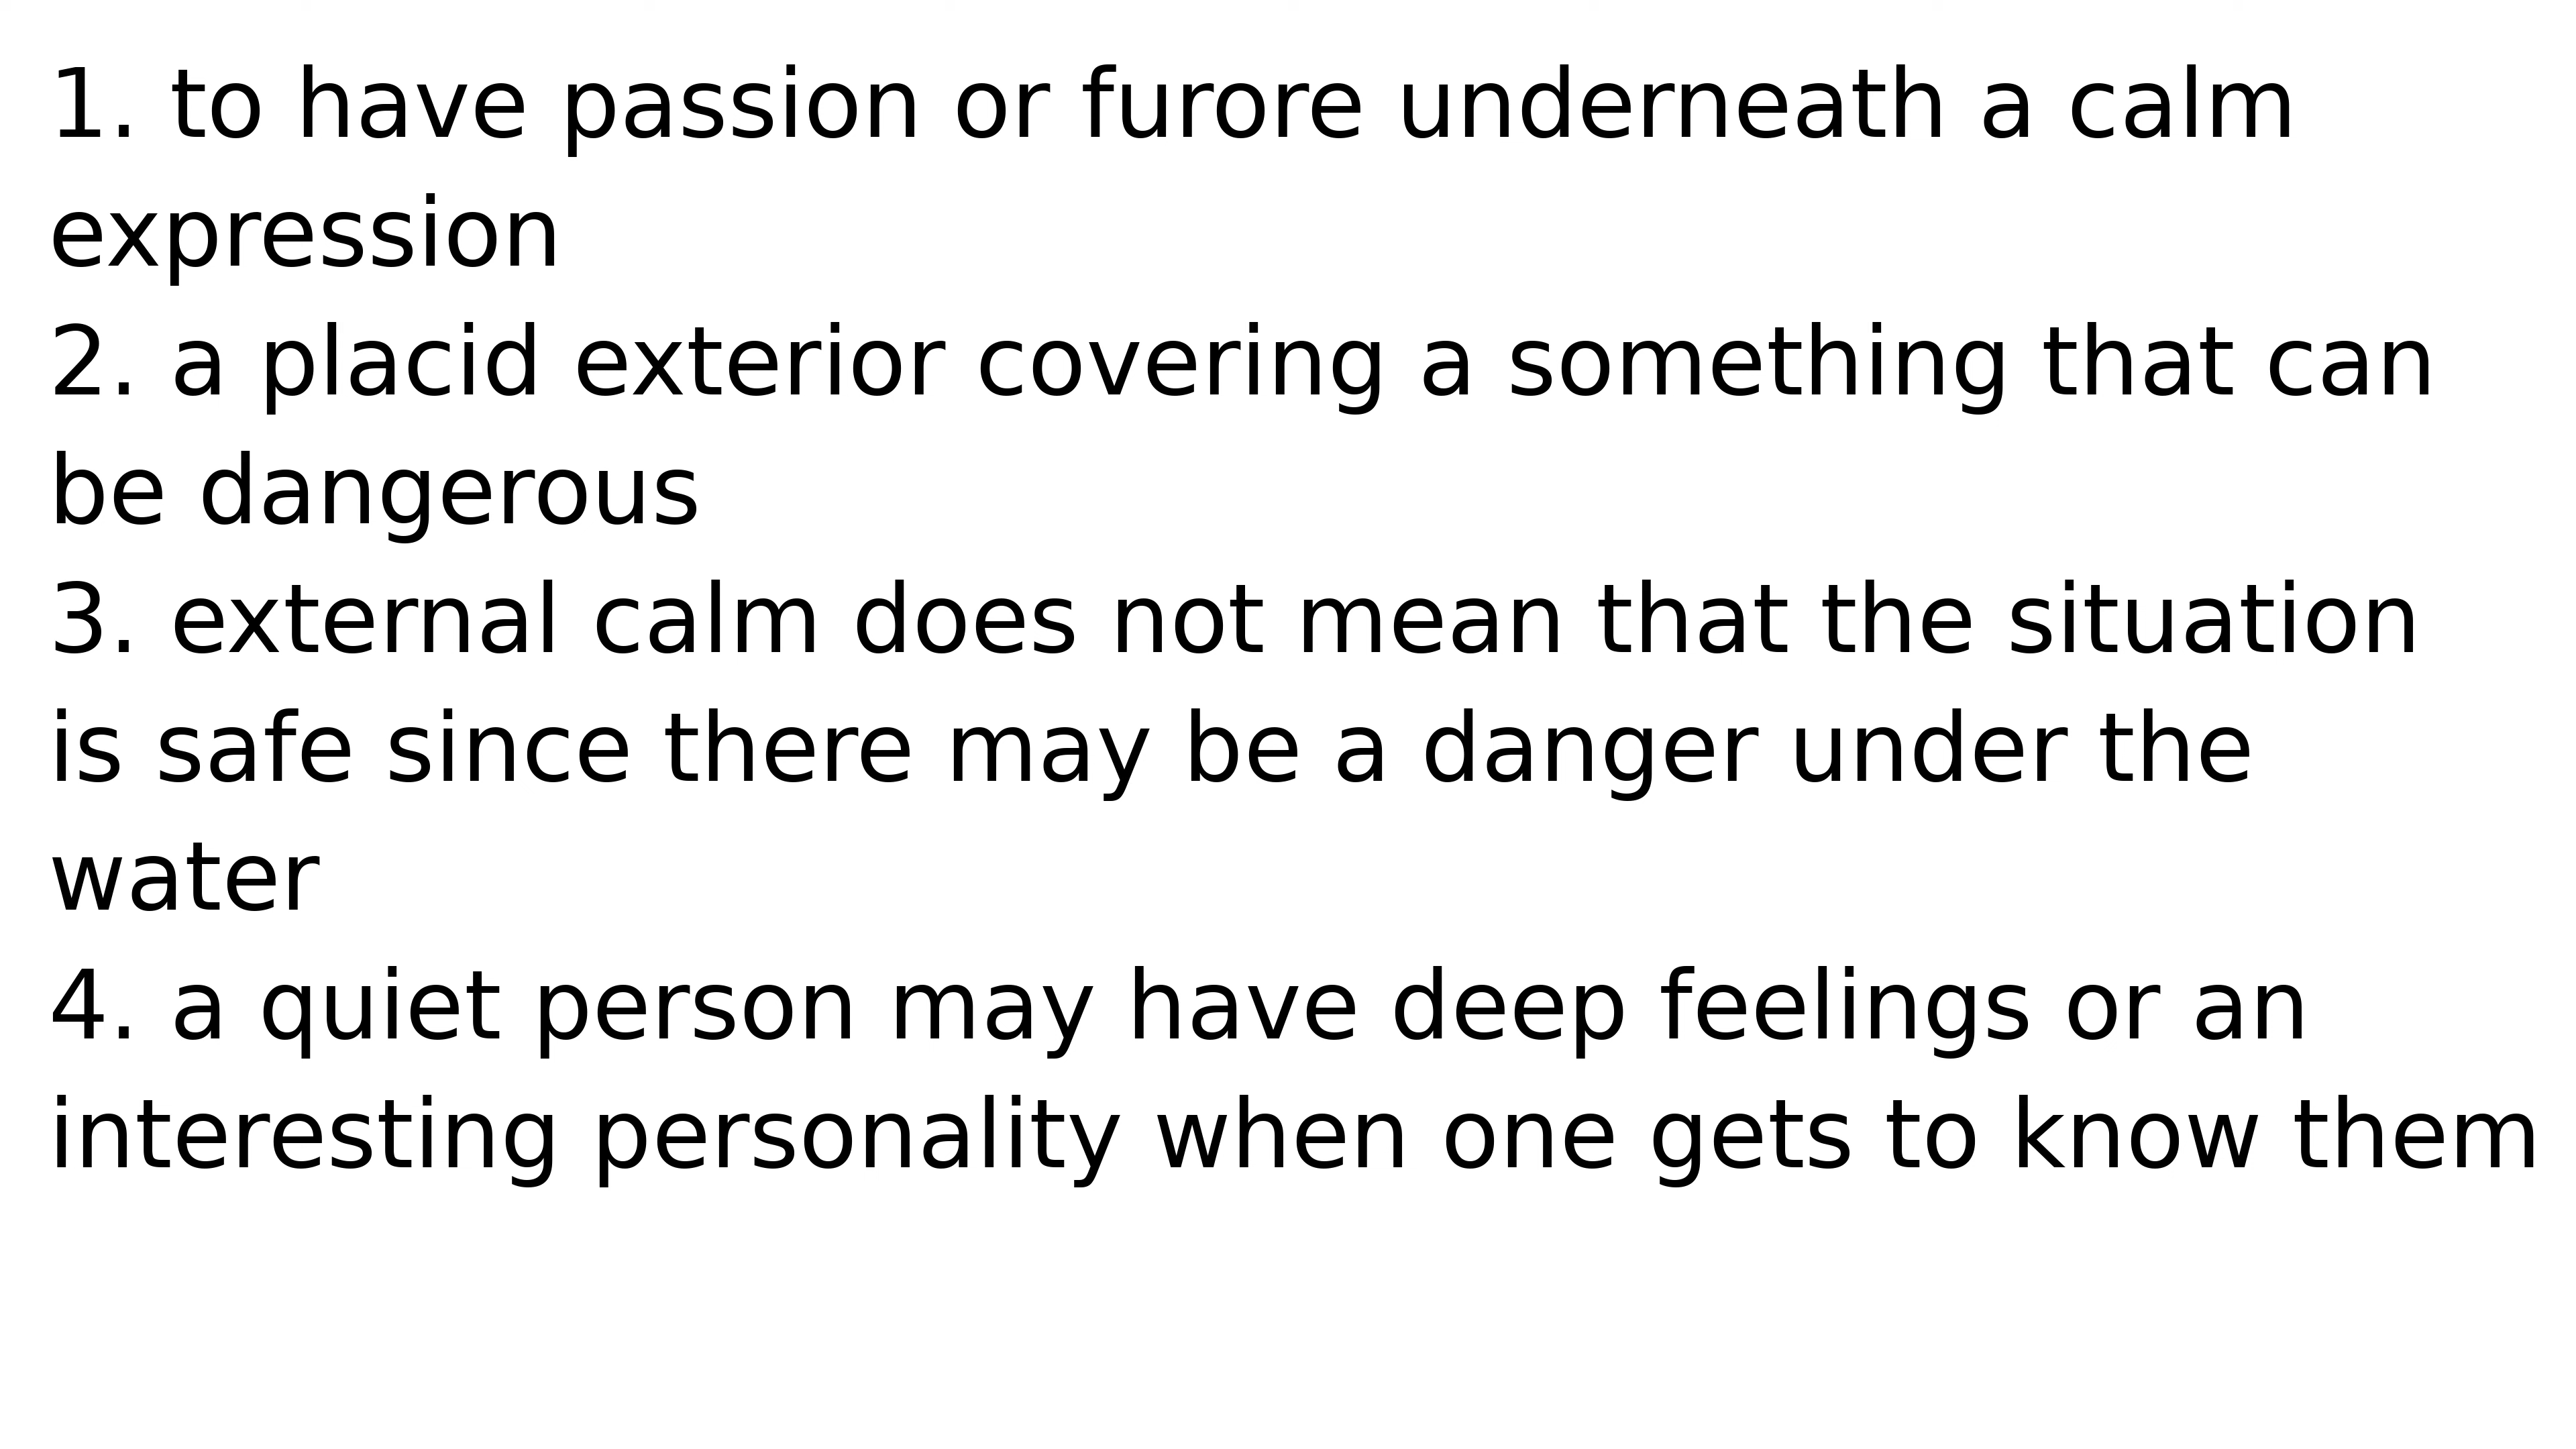 1. to have passion or furore underneath a calm
expression
2. a placid exterior covering a something that can
be dangerous
3. external calm does not mean that the situation
is safe since there may be a danger under the
water
4. a quiet person may have deep feelings or an
interesting personality when one gets to know them